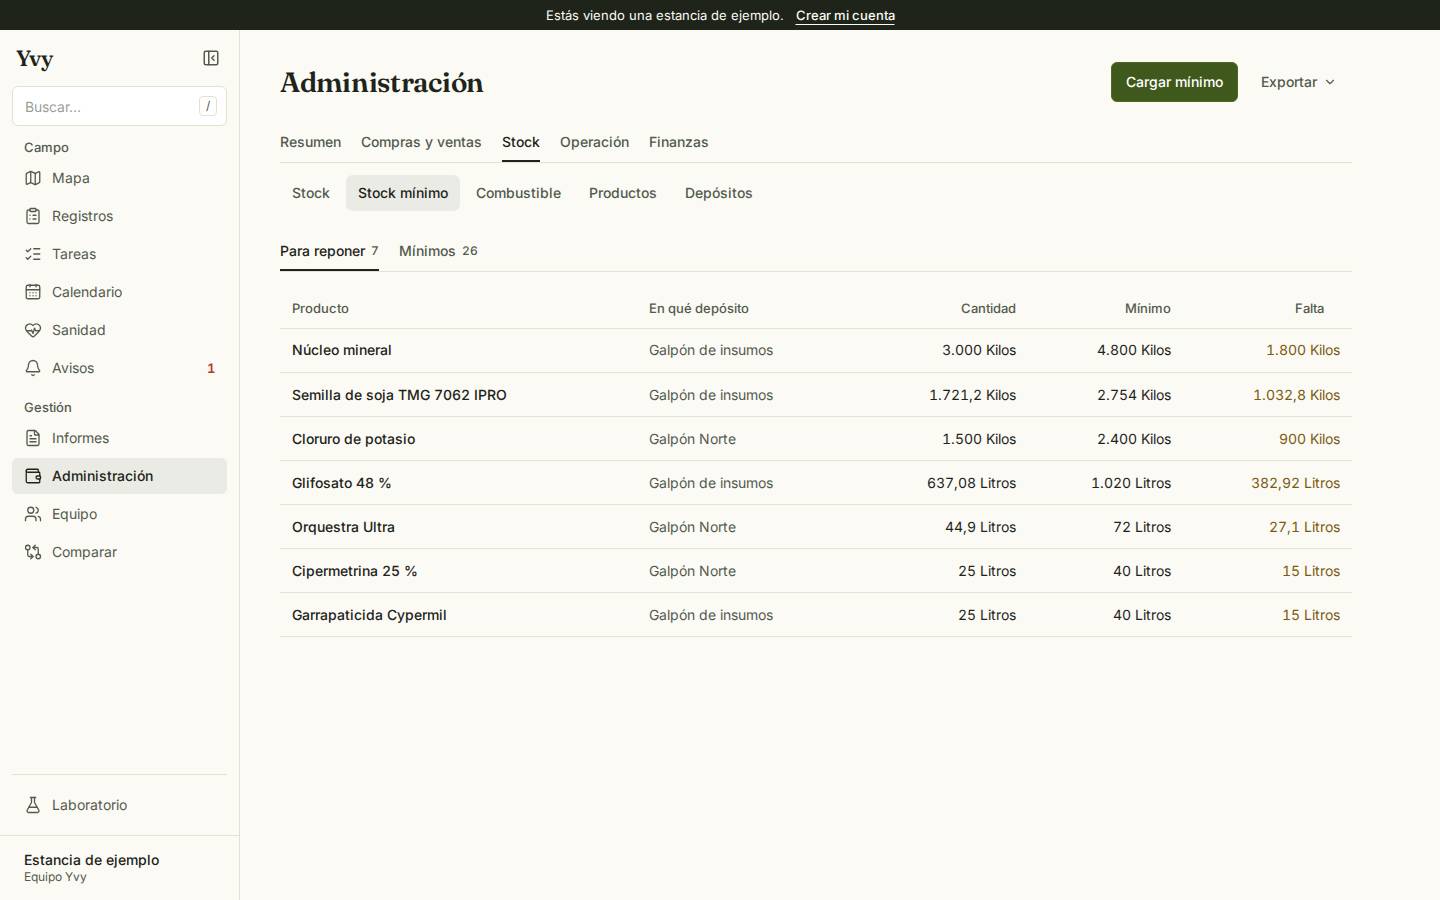 Estás viendo una estancia de ejemplo. Crear mi cuenta
Yvy
Buscar... /
Campo
Mapa
Registros
Tareas
Calendario
Sanidad
Avisos 1
Gestión
Informes
Administración
Equipo
Comparar
Laboratorio
Estancia de ejemplo
Equipo Yvy
Administración
Cargar mínimo Exportar
Resumen Compras y ventas Stock Operación Finanzas
Stock Stock mínimo Combustible Productos Depósitos
Para reponer 7 Mínimos 26
Producto En qué depósito Cantidad Mínimo Falta
Núcleo mineral Galpón de insumos 3.000 Kilos 4.800 Kilos 1.800 Kilos
Semilla de soja TMG 7062 IPRO Galpón de insumos 1.721,2 Kilos 2.754 Kilos 1.032,8 Kilos
Cloruro de potasio Galpón Norte 1.500 Kilos 2.400 Kilos 900 Kilos
Glifosato 48 % Galpón de insumos 637,08 Litros 1.020 Litros 382,92 Litros
Orquestra Ultra Galpón Norte 44,9 Litros 72 Litros 27,1 Litros
Cipermetrina 25 % Galpón Norte 25 Litros 40 Litros 15 Litros
Garrapaticida Cypermil Galpón de insumos 25 Litros 40 Litros 15 Litros